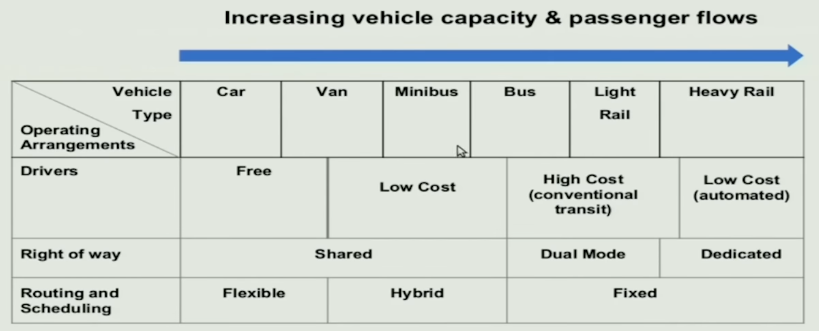 Increasing vehicle capacity & passenger flows
Vehicle
Type
Operating
Arrangements
Car
Van
Minibus
Bus
Light
Rail
Heavy Rail
Drivers
Free
Low Cost
High Cost
(conventional
transit)
Low Cost
(automated)
Right of way
Shared
Dual Mode
Dedicated
Routing and
Scheduling
Flexible
Hybrid
Fixed